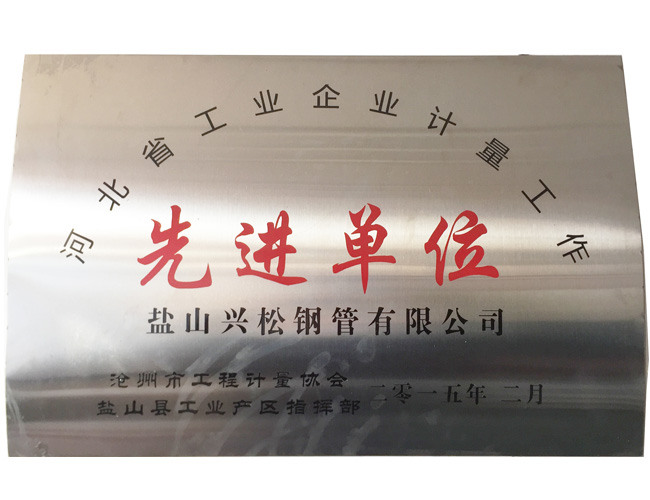 河北省工业企业计量工作
先进单位
盐山兴松钢管有限公司
沧州市工程计量协会
盐山县工业产区指挥部
二零一五年 二月